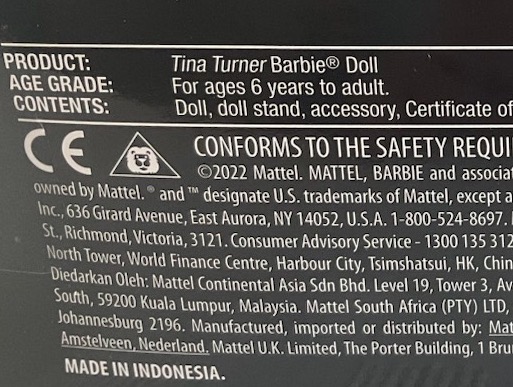 PRODUCT: Tina Turner Barbie® Doll
AGE GRADE: For ages 6 years to adult.
CONTENTS: Doll, doll stand, accessory, Certificate of
CE CONFORMS TO THE SAFETY REQUI
©2022 Mattel. MATTEL, BARBIE and associat
owned by Mattel. ® and ™ designate U.S. trademarks of Mattel, except a
Inc., 636 Girard Avenue, East Aurora, NY 14052, U.S.A. 1-800-524-8697.
St., Richmond, Victoria, 3121. Consumer Advisory Service - 1300 135 312
North Tower, World Finance Centre, Harbour City, Tsimshatsui, HK, Chin
Diedarkan Oleh: Mattel Continental Asia Sdn Bhd. Level 19, Tower 3, Av
South, 59200 Kuala Lumpur, Malaysia. Mattel South Africa (PTY) LTD,
Johannesburg 2196. Manufactured, imported or distributed by: Mat
Amstelveen, Nederland. Mattel U.K. Limited, The Porter Building, 1 Bru
MADE IN INDONESIA.